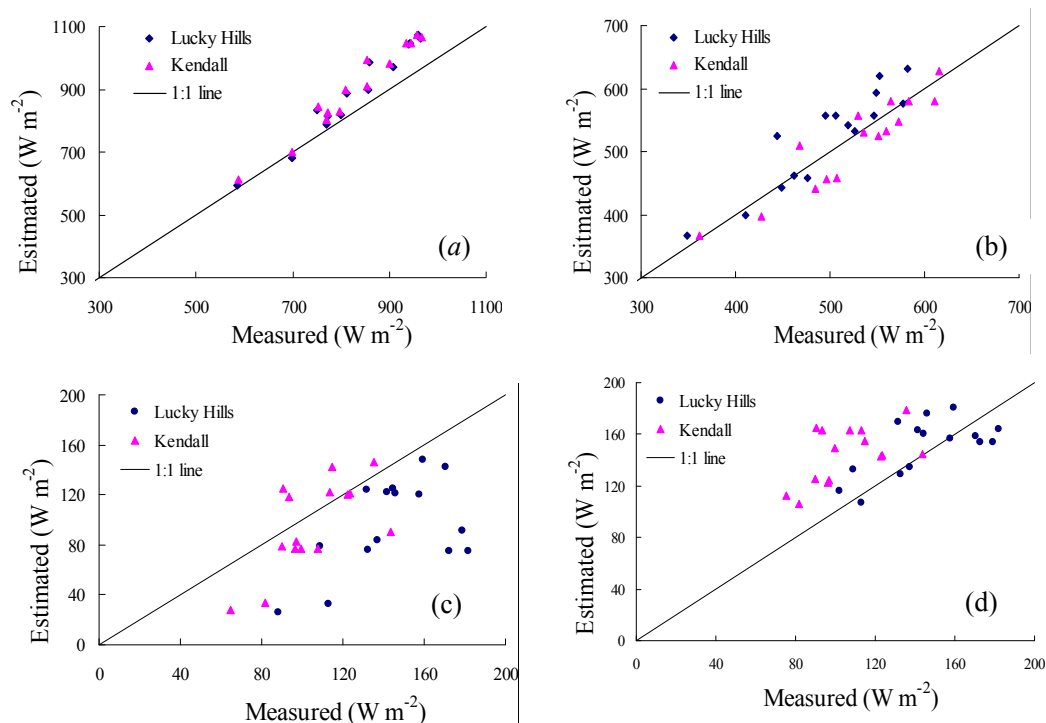 1100
900
700
500
300
Esitmated (W m-2)
Lucky Hills
Kendall
1:1 line
(a)
300 500 700 900 1100
Measured (W m-2)
700
600
500
400
300
Esitmated (W m-2)
Lucky Hills
Kendall
1:1 line
(b)
300 400 500 600 700
Measured (W m-2)
200
160
120
80
40
0
Estimated (W m-2)
Lucky Hills
Kendall
1:1 line
(c)
0 40 80 120 160 200
Measured (W m-2)
200
160
120
80
40
0
Estimated (W m-2)
Lucky Hills
Kendall
1:1 line
(d)
0 40 80 120 160 200
Measured (W m-2)